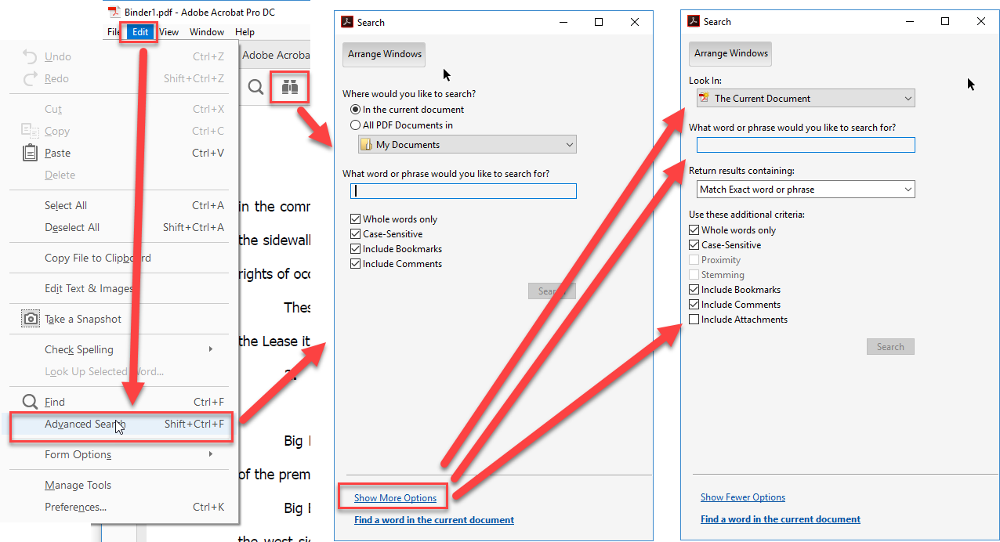 Binder1.pdf - Adobe Acrobat Pro DC
File Edit View Window Help
Undo Ctrl+Z
Redo Shift+Ctrl+Z
Cut Ctrl+X
Copy Ctrl+C
Paste Ctrl+V
Delete
Select All Ctrl+A
Deselect All Shift+Ctrl+A
Copy File to Clipboard
Edit Text & Images
Take a Snapshot
Check Spelling
Look Up Selected Word...
Find Ctrl+F
Advanced Search Shift+Ctrl+F
Form Options
Manage Tools
Preferences... Ctrl+K
Adobe Acroba
in the comm
the sidewall
rights of occ
Thes
the Lease it
2.
Big
of the prem
Big
the west sid
Search
Arrange Windows
Where would you like to search?
In the current document
All PDF Documents in
My Documents
What word or phrase would you like to search for?
Whole words only
Case-Sensitive
Include Bookmarks
Include Comments
Search
Show More Options
Find a word in the current document
Search
Arrange Windows
Look In:
The Current Document
What word or phrase would you like to search for?
Return results containing:
Match Exact word or phrase
Use these additional criteria:
Whole words only
Case-Sensitive
Proximity
Stemming
Include Bookmarks
Include Comments
Include Attachments
Search
Show Fewer Options
Find a word in the current document